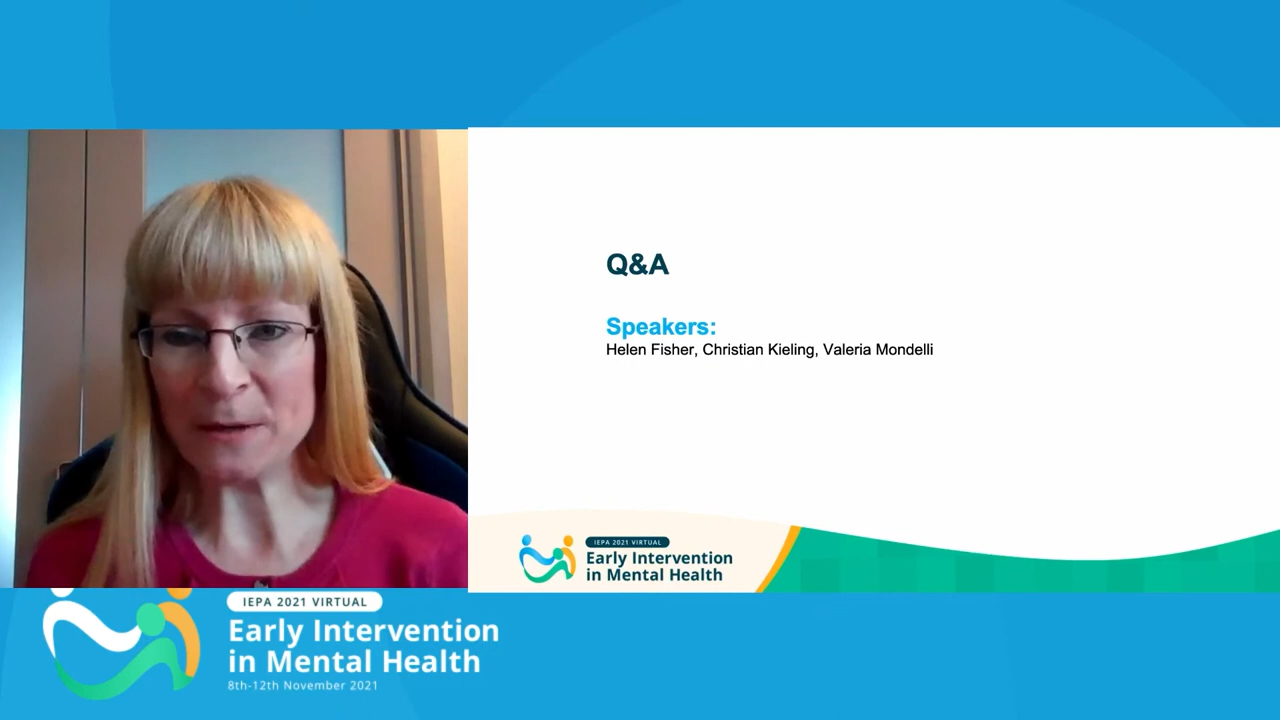 Q&A
Speakers:
Helen Fisher, Christian Kieling, Valeria Mondelli
IEPA 2021 VIRTUAL
Early Intervention
in Mental Health
IEPA 2021 VIRTUAL
Early Intervention
in Mental Health
8th-12th November 2021